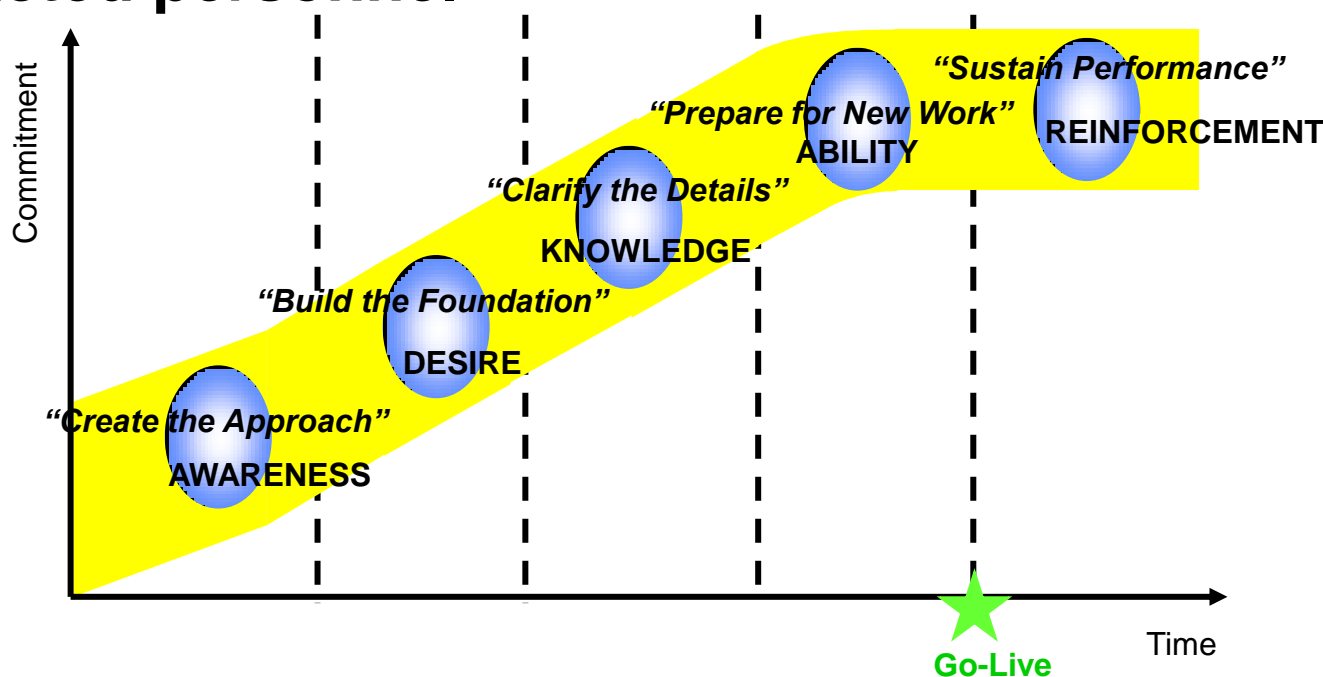 Commitment
“Sustain Performance”
REINFORCEMENT
“Prepare for New Work”
ABILITY
“Clarify the Details”
KNOWLEDGE
“Build the Foundation”
DESIRE
“Create the Approach”
AWARENESS
Time
Go-Live